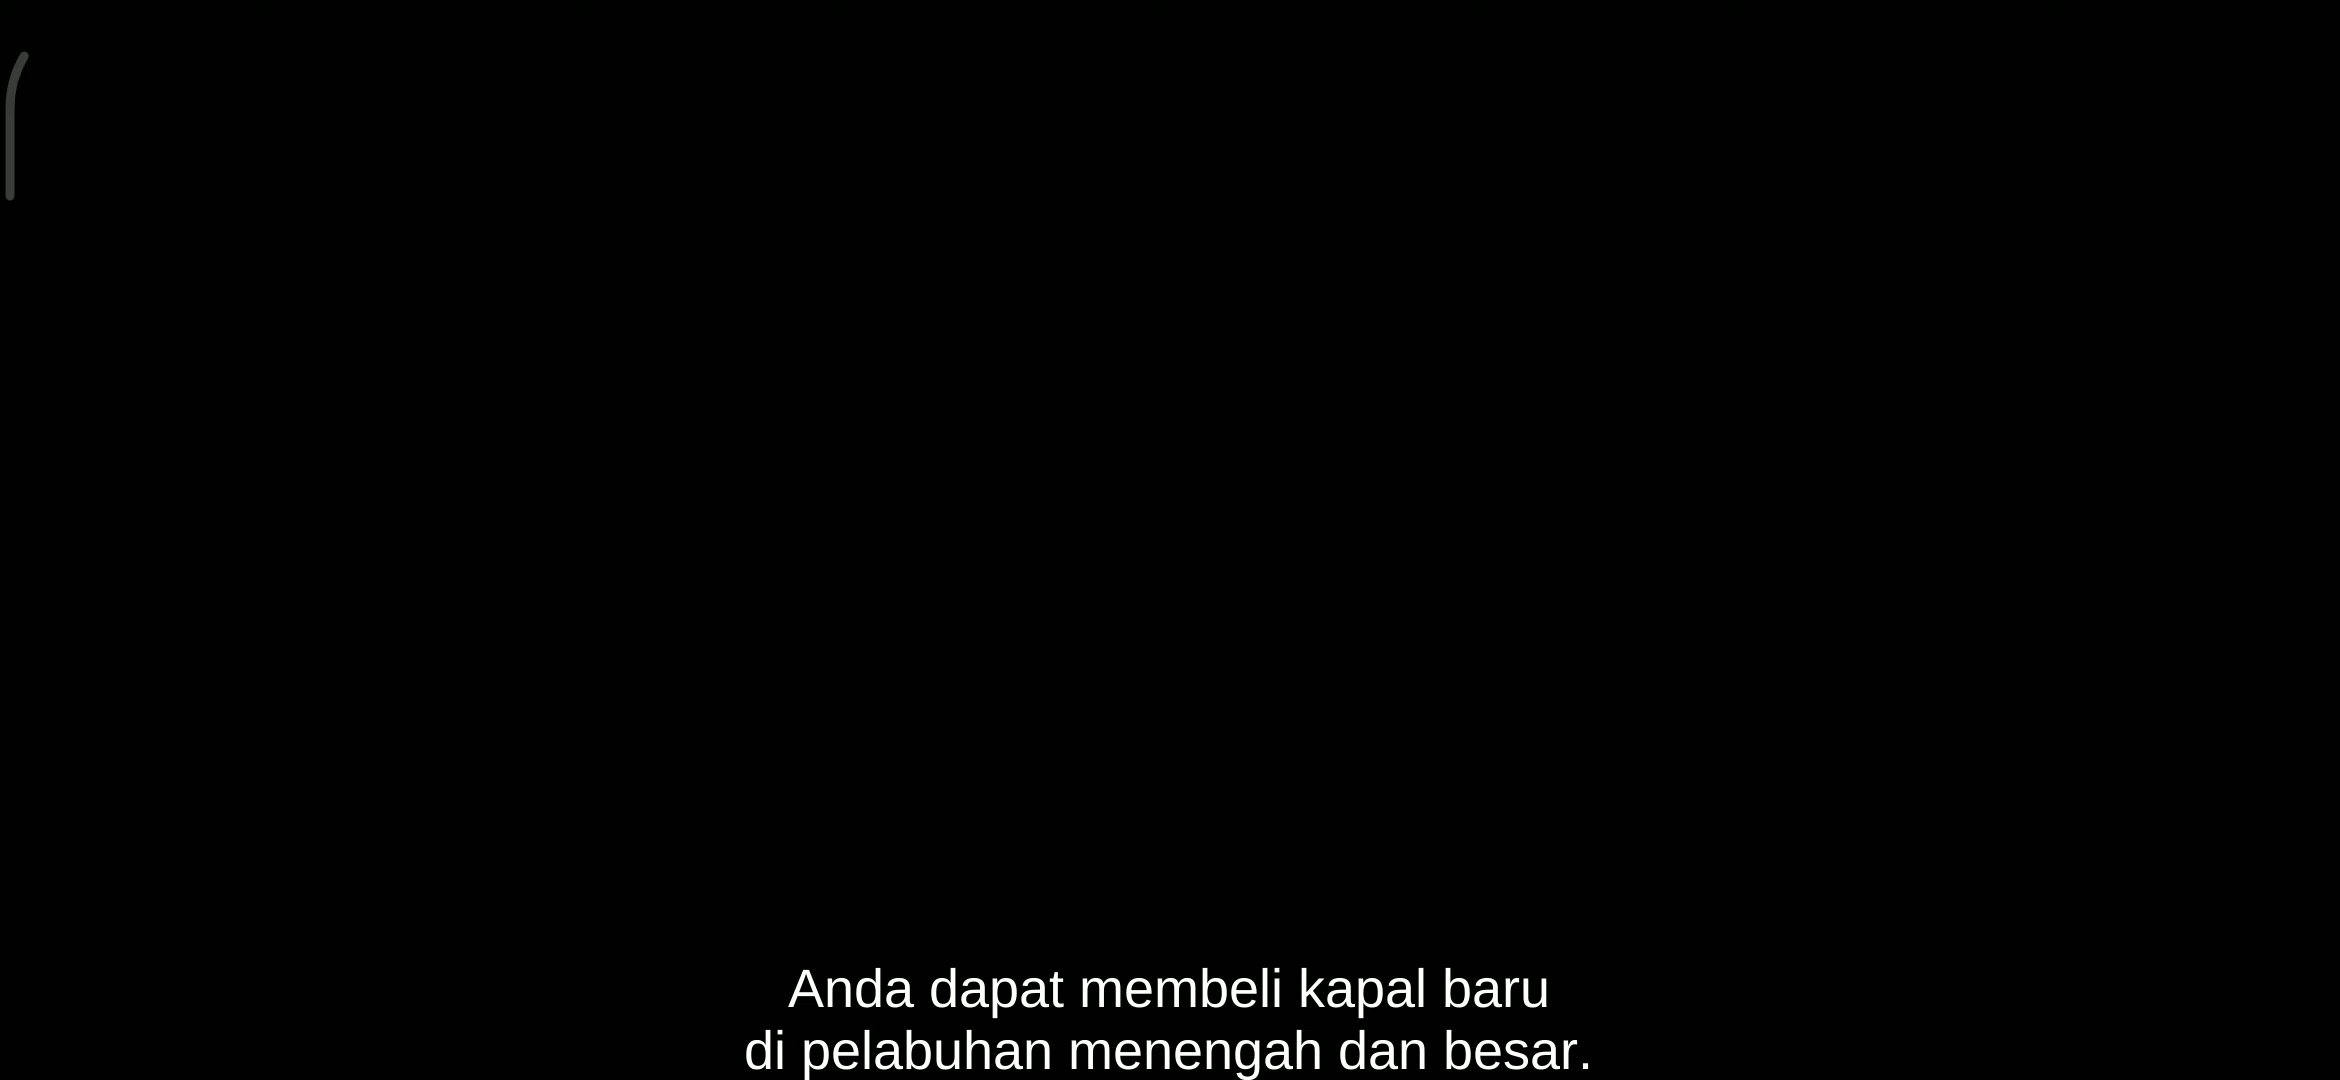 Anda dapat membeli kapal baru
di pelabuhan menengah dan besar.